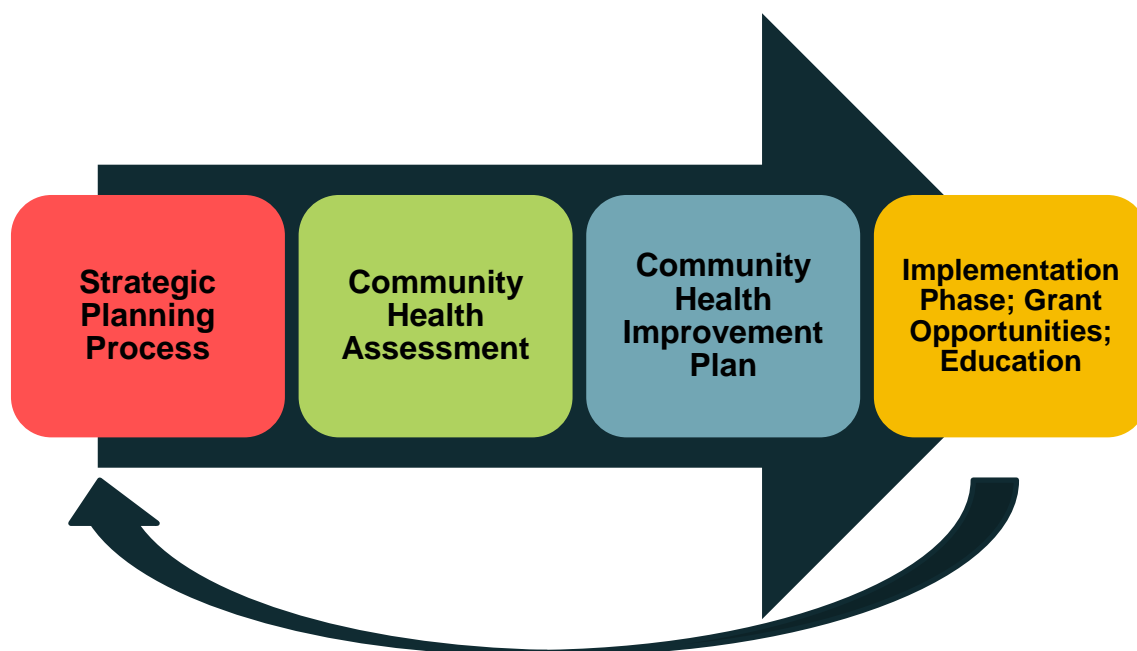 Strategic
Planning
Process
Community
Health
Assessment
Community
Health
Improvement
Plan
Implementation
Phase; Grant
Opportunities;
Education